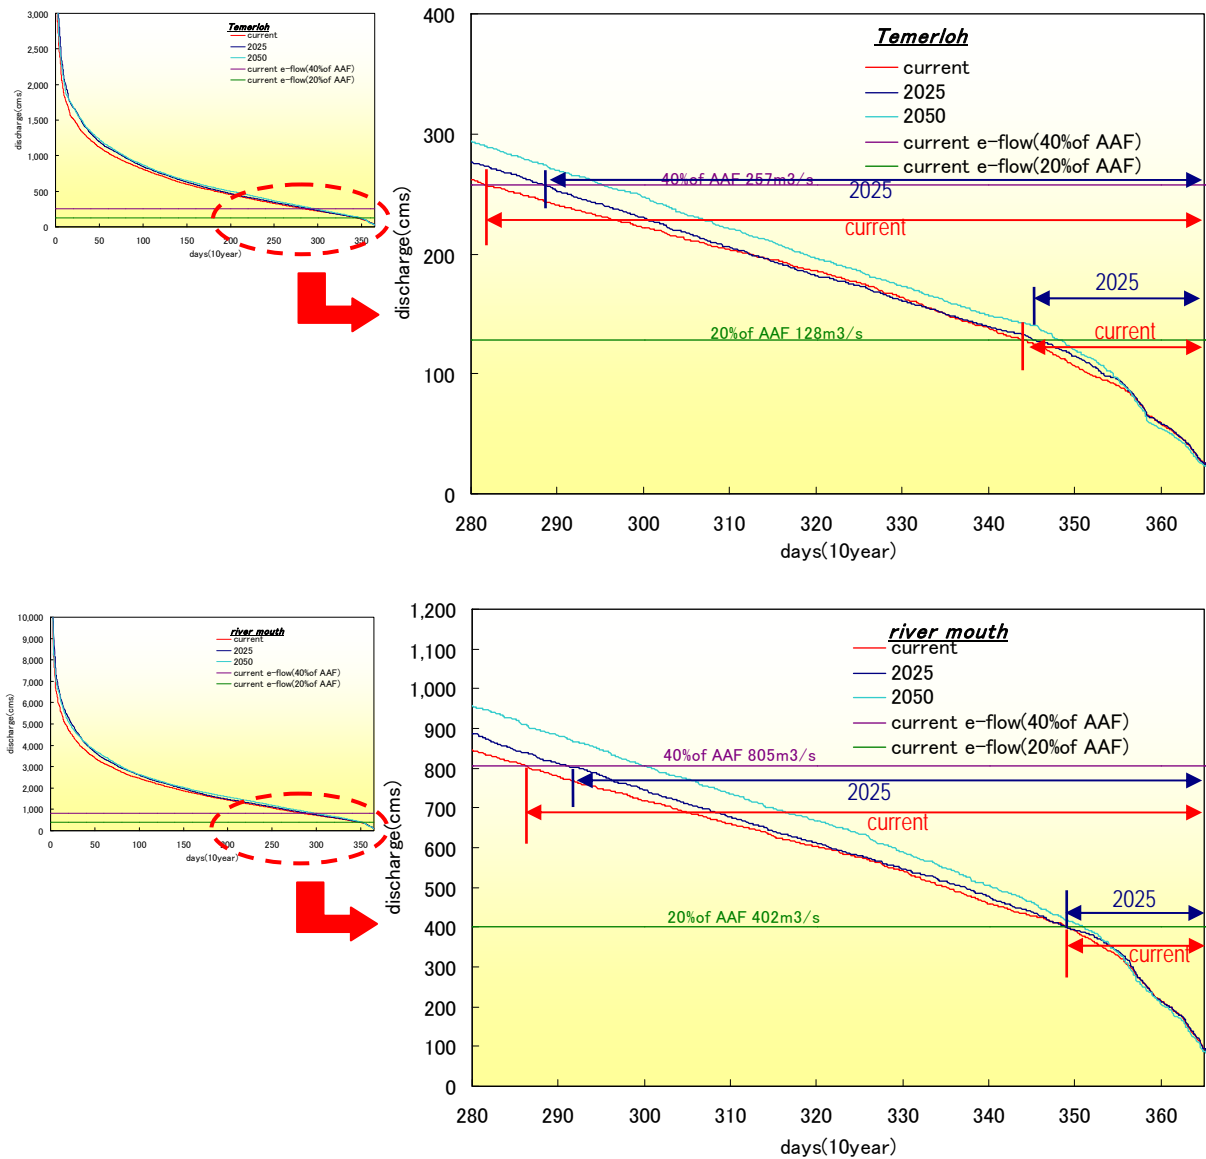 3,000
2,500
2,000
1,500
1,000
500
0
discharge(cms)
Temerloh
current
2025
2050
current e-flow(40%of AAF)
current e-flow(20%of AAF)
0 50 100 150 200 250 300 350
days(10year)
400
300
200
100
0
discharge(cms)
Temerloh
current
2025
2050
current e-flow(40%of AAF)
current e-flow(20%of AAF)
40%of AAF 257m3/s
2025
current
2025
20%of AAF 128m3/s
current
280 290 300 310 320 330 340 350 360
days(10year)
10,000
9,000
8,000
7,000
6,000
5,000
4,000
3,000
2,000
1,000
0
discharge(cms)
river mouth
current
2025
2050
current e-flow(40%of AAF)
current e-flow(20%of AAF)
0 50 100 150 200 250 300 350
days(10year)
1,200
1,100
1,000
900
800
700
600
500
400
300
200
100
0
discharge(cms)
river mouth
current
2025
2050
current e-flow(40%of AAF)
current e-flow(20%of AAF)
40%of AAF 805m3/s
2025
current
2025
20%of AAF 402m3/s
current
280 290 300 310 320 330 340 350 360
days(10year)